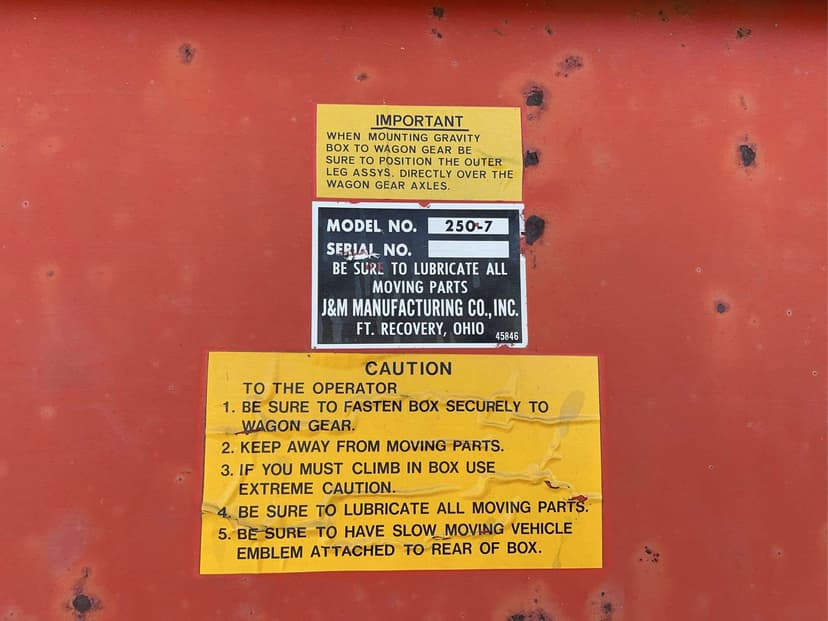 IMPORTANT
WHEN MOUNTING GRAVITY
BOX TO WAGON GEAR BE
SURE TO POSITION THE OUTER
LEG ASSYS. DIRECTLY OVER THE
WAGON GEAR AXLES.
MODEL NO. 250-7
SERIAL NO.
BE SURE TO LUBRICATE ALL
MOVING PARTS
J&M MANUFACTURING CO., INC.
FT. RECOVERY, OHIO
45846
CAUTION
TO THE OPERATOR
1. BE SURE TO FASTEN BOX SECURELY TO
WAGON GEAR.
2. KEEP AWAY FROM MOVING PARTS.
3. IF YOU MUST CLIMB IN BOX USE
EXTREME CAUTION.
4. BE SURE TO LUBRICATE ALL MOVING PARTS.
5. BE SURE TO HAVE SLOW MOVING VEHICLE
EMBLEM ATTACHED TO REAR OF BOX.